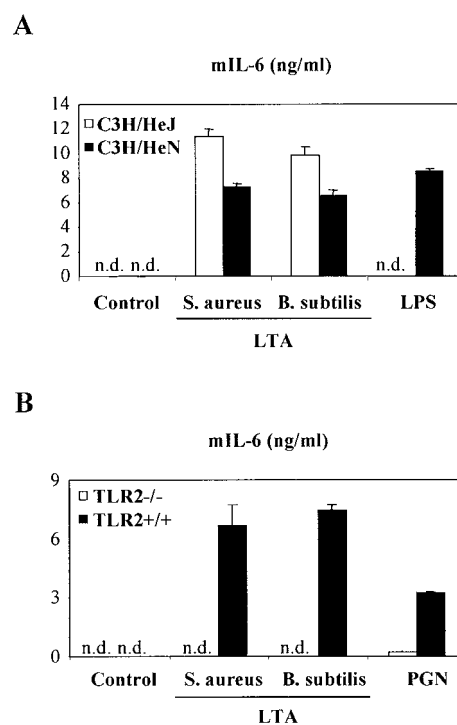 A
mIL-6 (ng/ml)
14
12
10
8
6
4
2
0
C3H/HeJ
C3H/HeN
n.d. n.d.
n.d.
Control
S. aureus
B. subtilis
LPS
LTA
B
mIL-6 (ng/ml)
9
6
3
0
TLR2-/-
TLR2+/+
n.d. n.d.
n.d.
n.d.
Control
S. aureus
B. subtilis
PGN
LTA